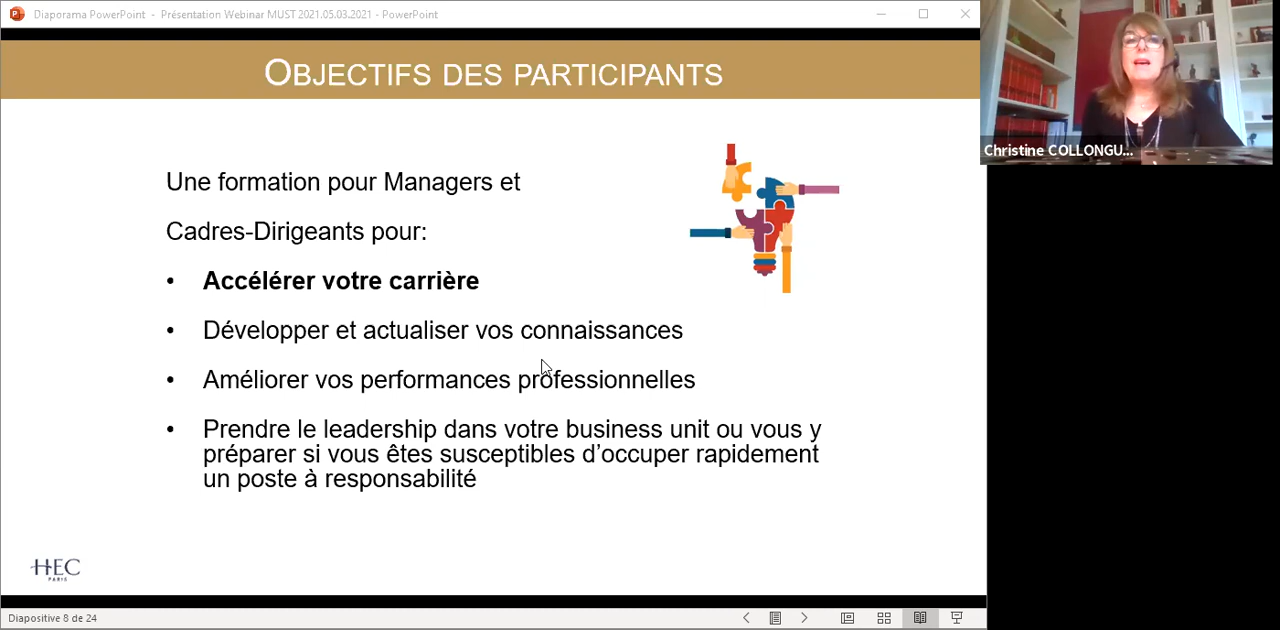 Diaporama PowerPoint - Présentation Webinar MUST 2021.05.03.2021 - PowerPoint
OBJECTIFS DES PARTICIPANTS
Christine COLLONGU...
Une formation pour Managers et
Cadres-Dirigeants pour:
• Accélérer votre carrière
• Développer et actualiser vos connaissances
• Améliorer vos performances professionnelles
• Prendre le leadership dans votre business unit ou vous y
préparer si vous êtes susceptibles d’occuper rapidement
un poste à responsabilité
HEC
PARIS
Diapositive 8 de 24